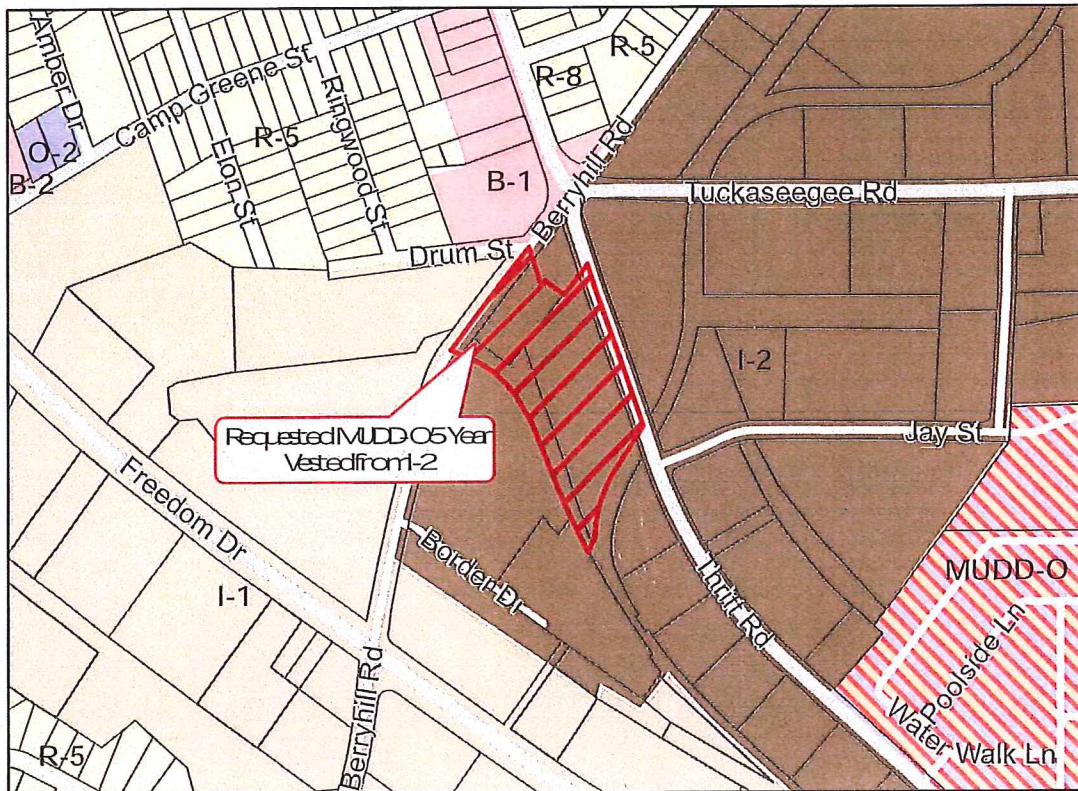 Amber Dr
Camp Greene St
Ringwood St
R-5
R-8
O-2
R-5
B-2
Elon St
B-1
Berryhill Rd
Tuckaseegee Rd
Drum St
I-2
Requested MUDD-O 5 Year
Vested from I-2
Jay St
Freedom Dr
Border Dr
MUDD-O
I-1
Thrift Rd
Poolside Ln
Berryhill Rd
Water Walk Ln
R-5